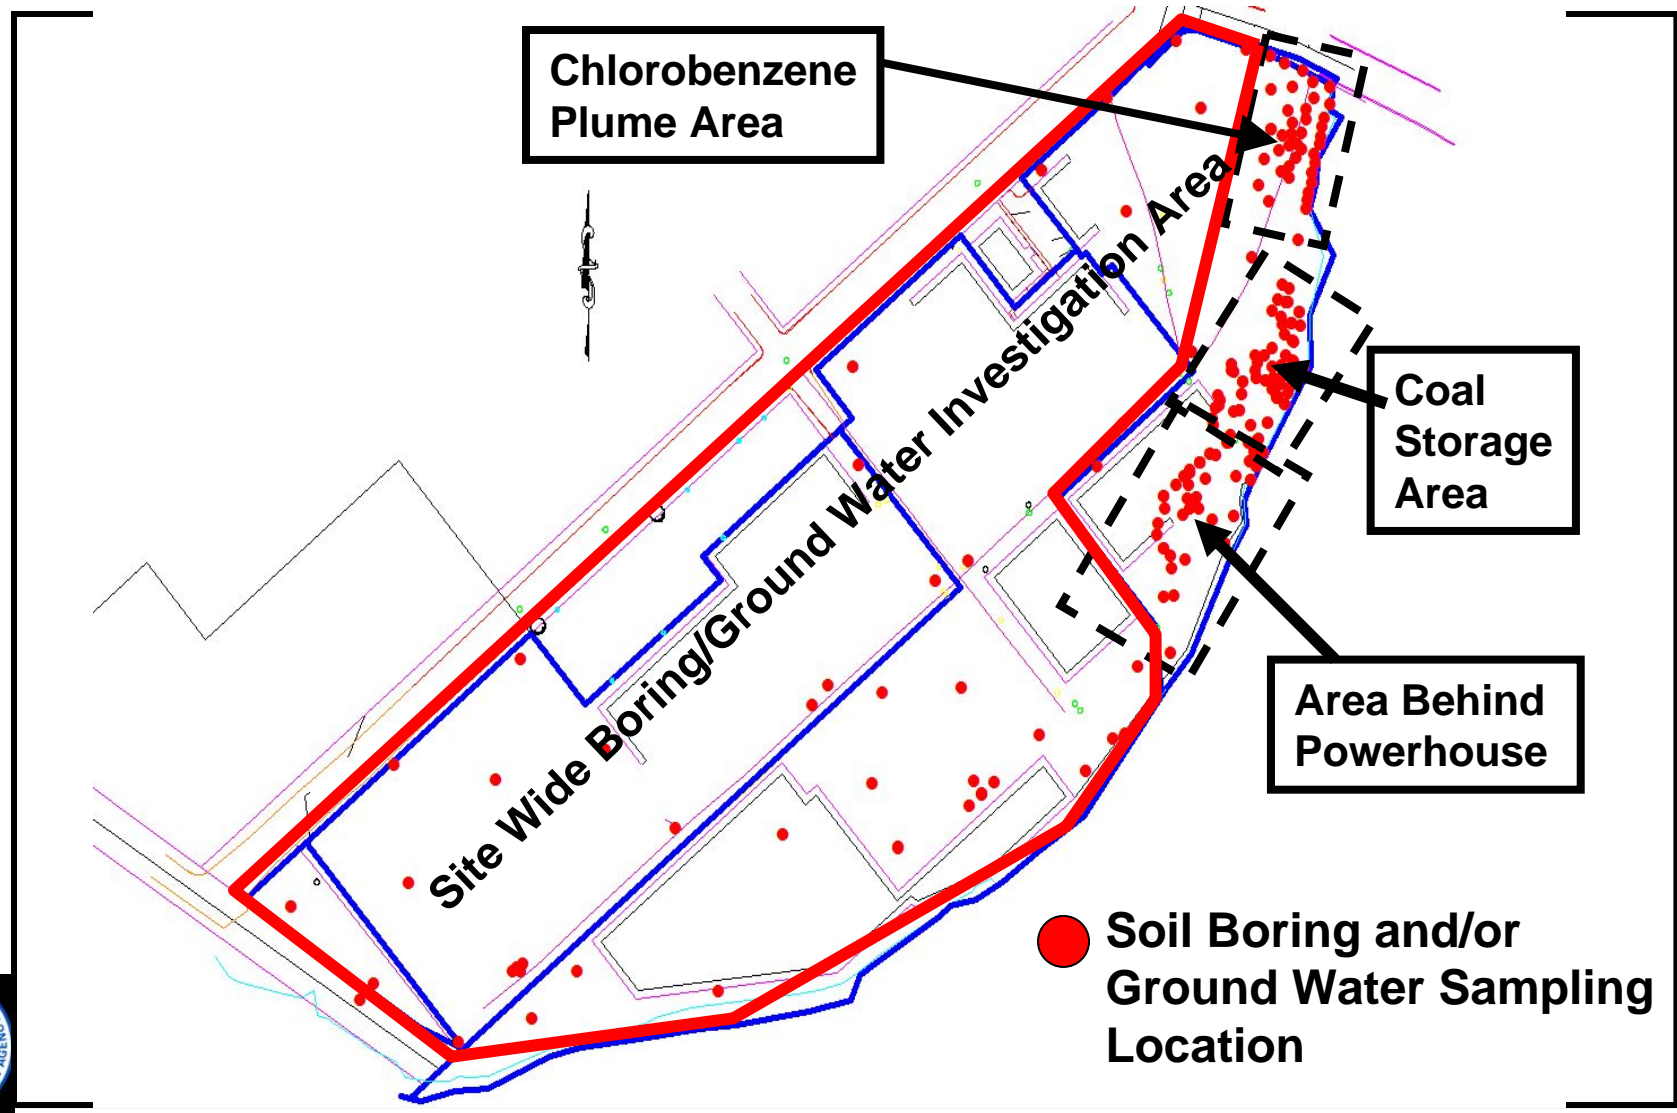 Chlorobenzene
Plume Area
Site Wide Boring/Ground Water Investigation Area
Coal
Storage
Area
Area Behind
Powerhouse
Soil Boring and/or
Ground Water Sampling
Location
AGENC